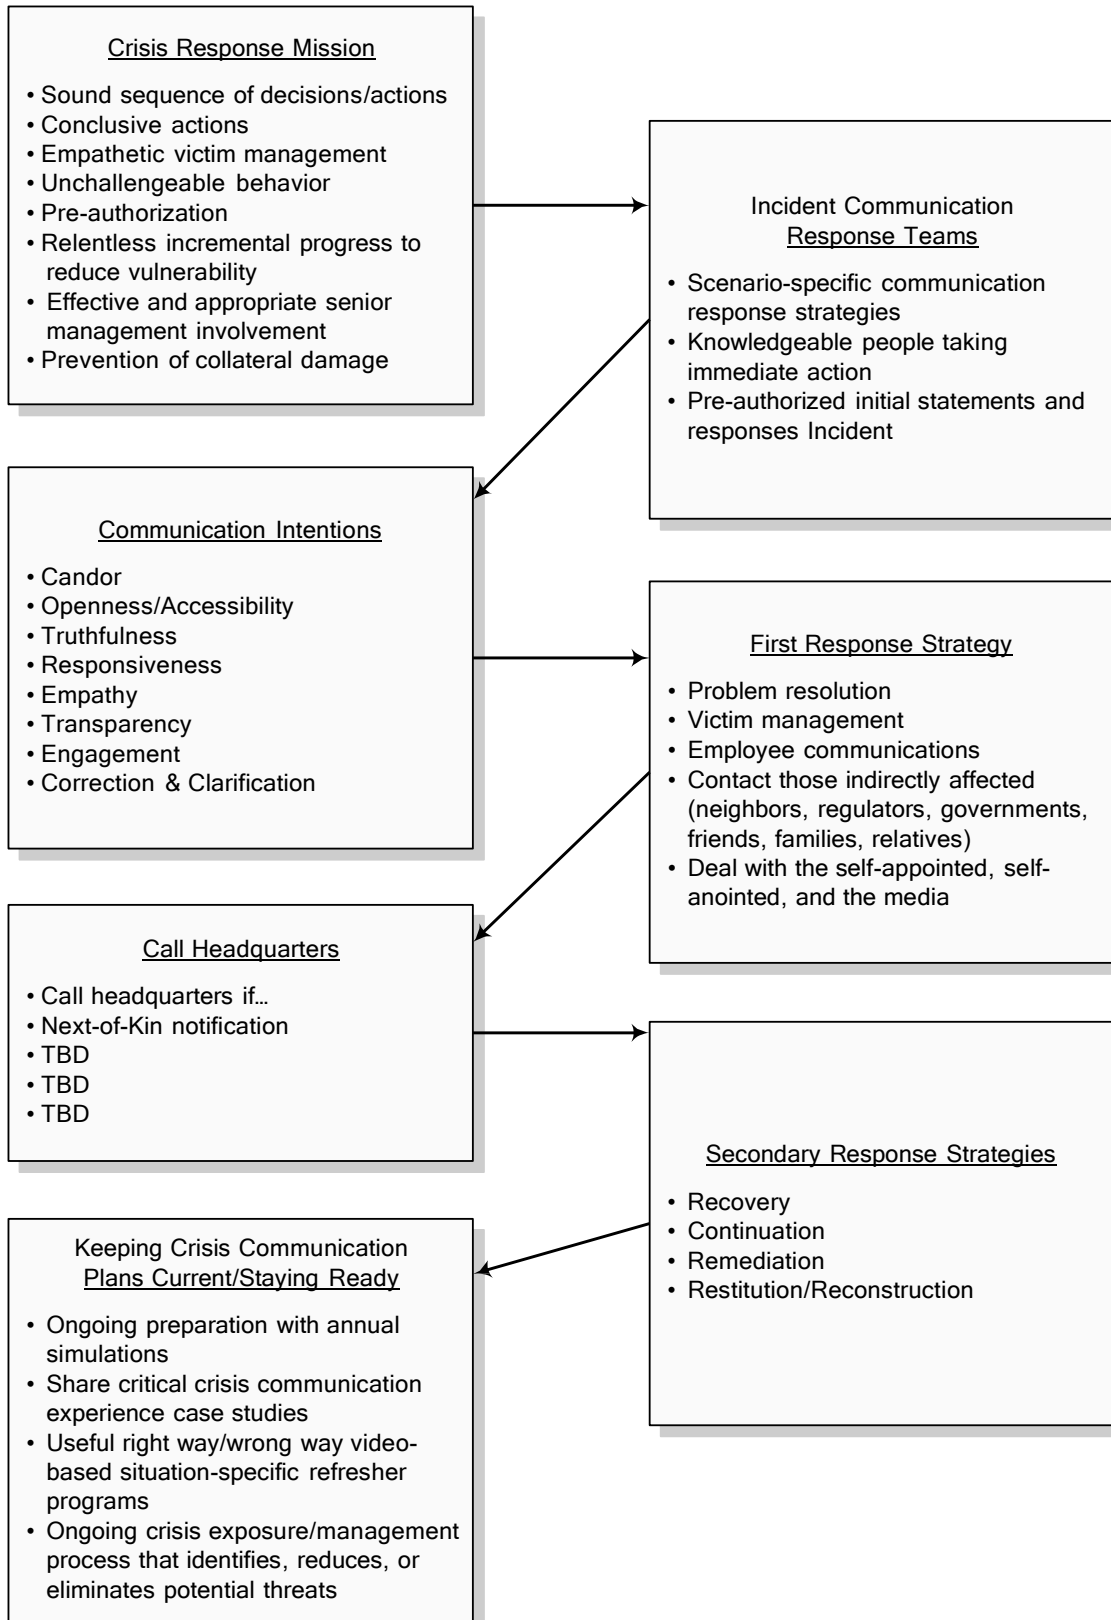 Crisis Response Mission
• Sound sequence of decisions/actions
• Conclusive actions
• Empathetic victim management
• Unchallengeable behavior
• Pre-authorization
• Relentless incremental progress to
reduce vulnerability
• Effective and appropriate senior
management involvement
• Prevention of collateral damage
Incident Communication
Response Teams
• Scenario-specific communication
response strategies
• Knowledgeable people taking
immediate action
• Pre-authorized initial statements and
responses Incident
Communication Intentions
• Candor
• Openness/Accessibility
• Truthfulness
• Responsiveness
• Empathy
• Transparency
• Engagement
• Correction & Clarification
First Response Strategy
• Problem resolution
• Victim management
• Employee communications
• Contact those indirectly affected
(neighbors, regulators, governments,
friends, families, relatives)
• Deal with the self-appointed, self-
anointed, and the media
Call Headquarters
• Call headquarters if…
• Next-of-Kin notification
• TBD
• TBD
• TBD
Secondary Response Strategies
• Recovery
• Continuation
• Remediation
• Restitution/Reconstruction
Keeping Crisis Communication
Plans Current/Staying Ready
• Ongoing preparation with annual
simulations
• Share critical crisis communication
experience case studies
• Useful right way/wrong way video-
based situation-specific refresher
programs
• Ongoing crisis exposure/management
process that identifies, reduces, or
eliminates potential threats